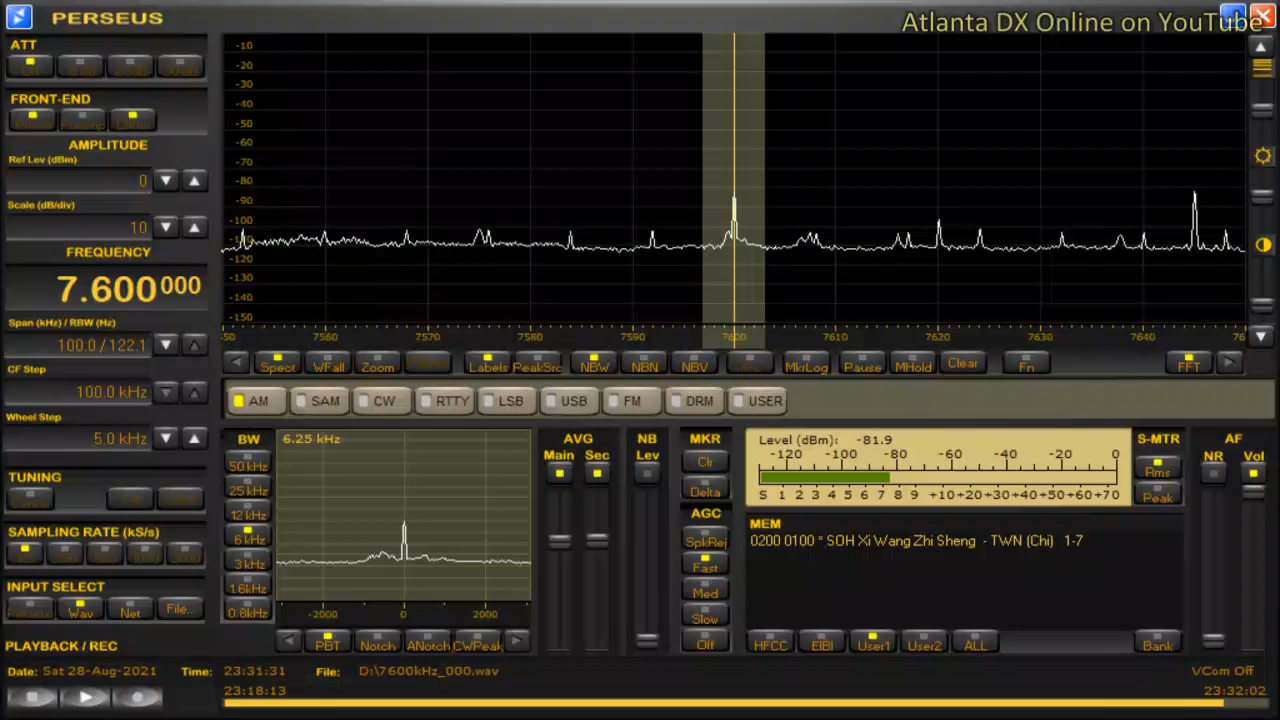 PERSEUS
Atlanta DX Online on YouTube
ATT
FRONT-END
AMPLITUDE
Ref Lev (dBm)
0
Scale (dB/div)
10
FREQUENCY
7.600000
Span (kHz) / RBW (Hz)
100.0 / 122.1
CF Step
100.0 kHz
Wheel Step
5.0 kHz
TUNING
SAMPLING RATE (kS/s)
INPUT SELECT
Wav Net File..
PLAYBACK / REC
-10
-20
-30
-40
-50
-60
-70
-80
-90
-100
-110
-120
-130
-140
-150
7560 7570 7580 7590 7600 7610 7620 7630 7640
Spect WFall Zoom Labels PeakSrc NBW NBN NBV MkrLog Pause MHold Clear Fn FFT
AM SAM CW RTTY LSB USB FM DRM USER
BW
50 kHz
25 kHz
12 kHz
6 kHz
3 kHz
1.6kHz
0.8kHz
6.25 kHz
-2000 0 2000
PBT Notch ANotch CWPeak
AVG
Main Sec
NB
Lev
MKR
Clr
Delta
AGC
SpkRej
Fast
Med
Slow
Off
Level (dBm): -81.9
-120 -100 -80 -60 -40 -20 0
S 1 2 3 4 5 6 7 8 9 +10 +20 +30 +40 +50 +60 +70
S-MTR
Rms
Peak
AF
NR Vol
MEM
0200 0100 * SOH Xi Wang Zhi Sheng - TWN (Chi) 1-7
HFCC EIBI User1 User2 ALL Bank
Date: Sat 28-Aug-2021 Time: 23:31:31 File: D:\7600kHz_000.wav VCom Off
23:18:13 23:32:02